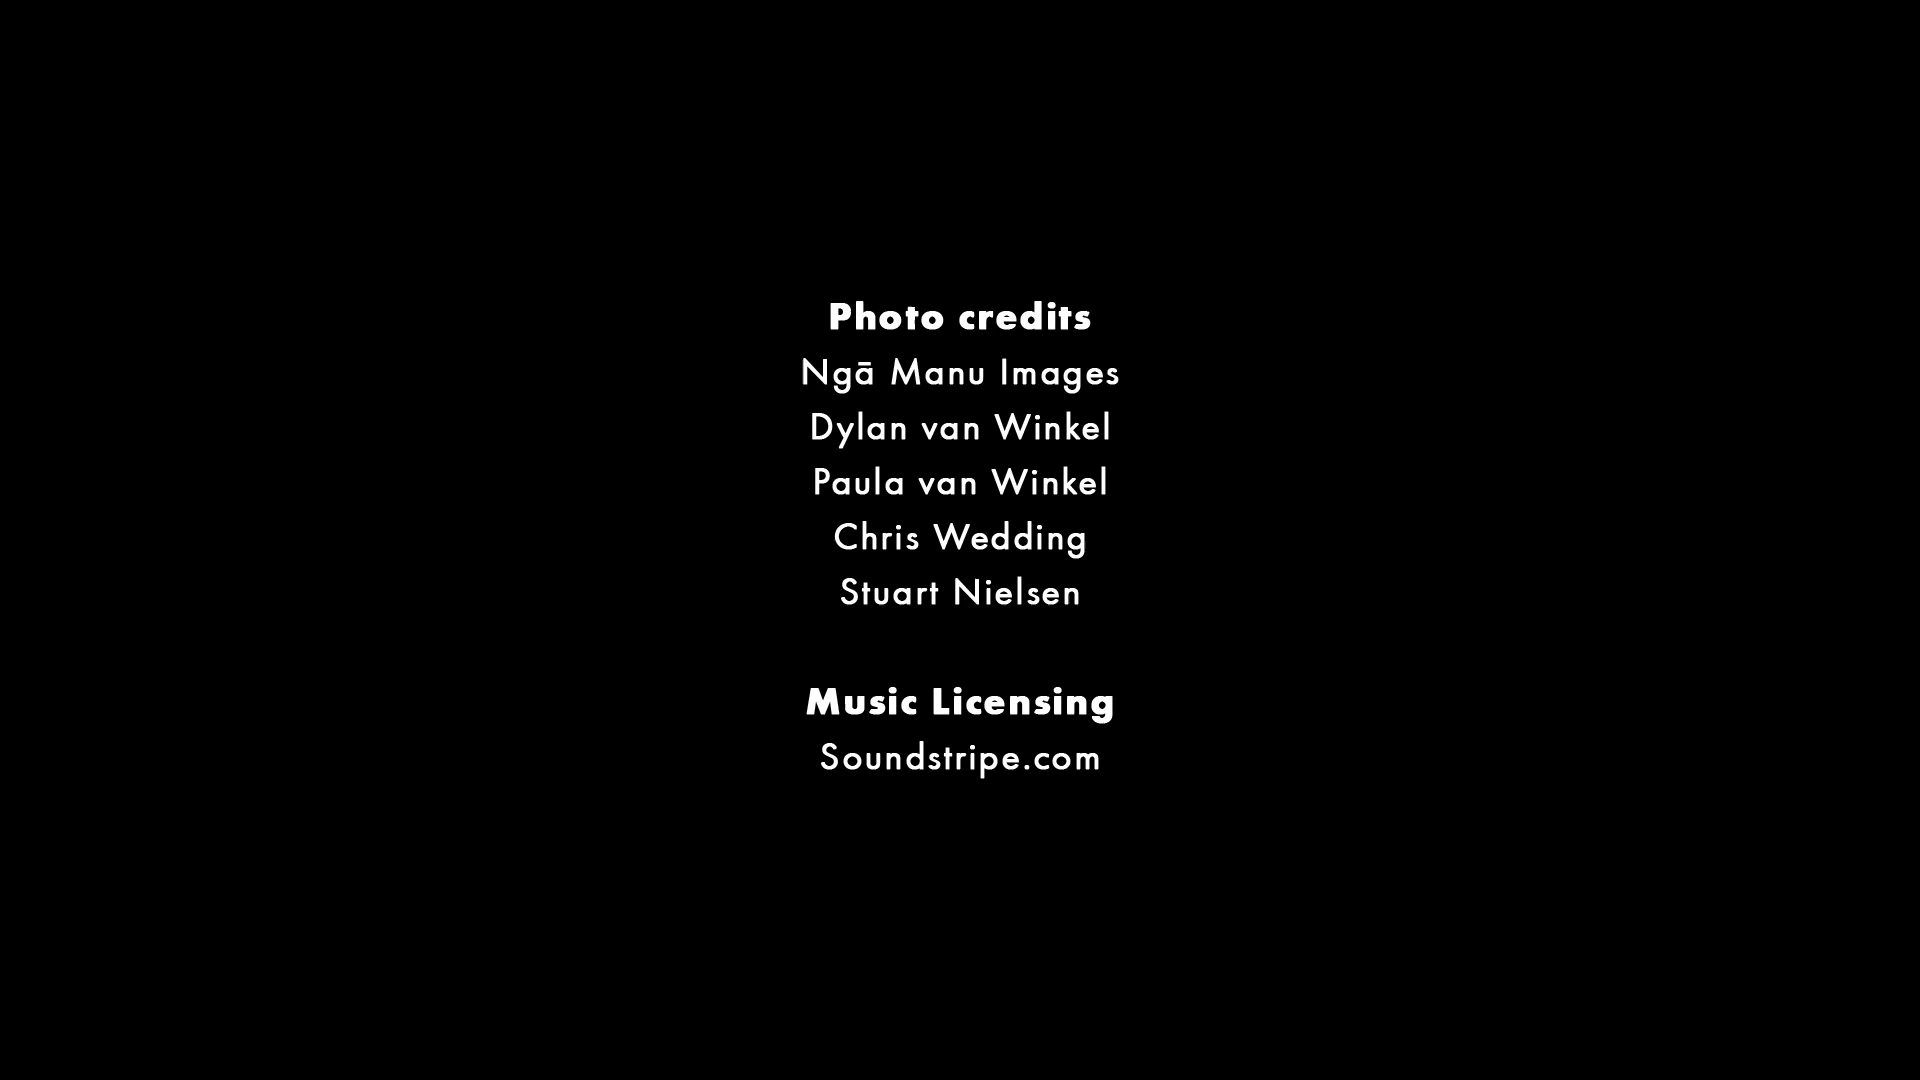 Photo credits
Ngā Manu Images
Dylan van Winkel
Paula van Winkel
Chris Wedding
Stuart Nielsen
Music Licensing
Soundstripe.com